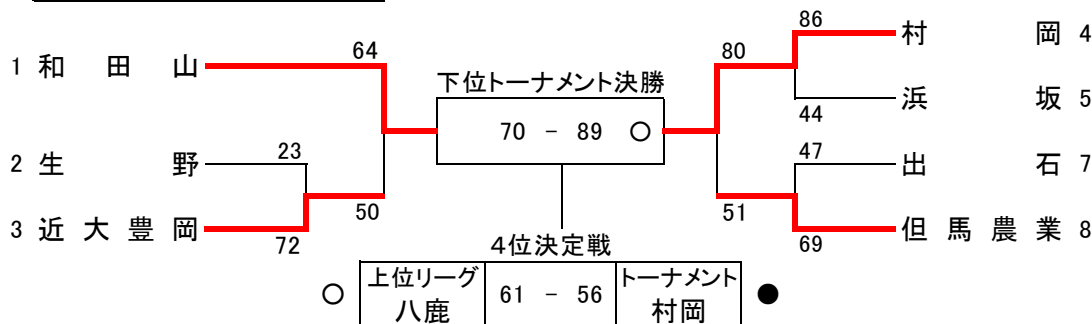 86
村岡 4
64
80
1 和田山
下位トーナメント決勝
浜坂 5
44
70 - 89 ○
23
47
2 生野
出石 7
50
51
3 近大豊岡
但馬農業 8
72
69
4位決定戦
○ 上位リーグ 八鹿 61 - 56 トーナメント 村岡 ●